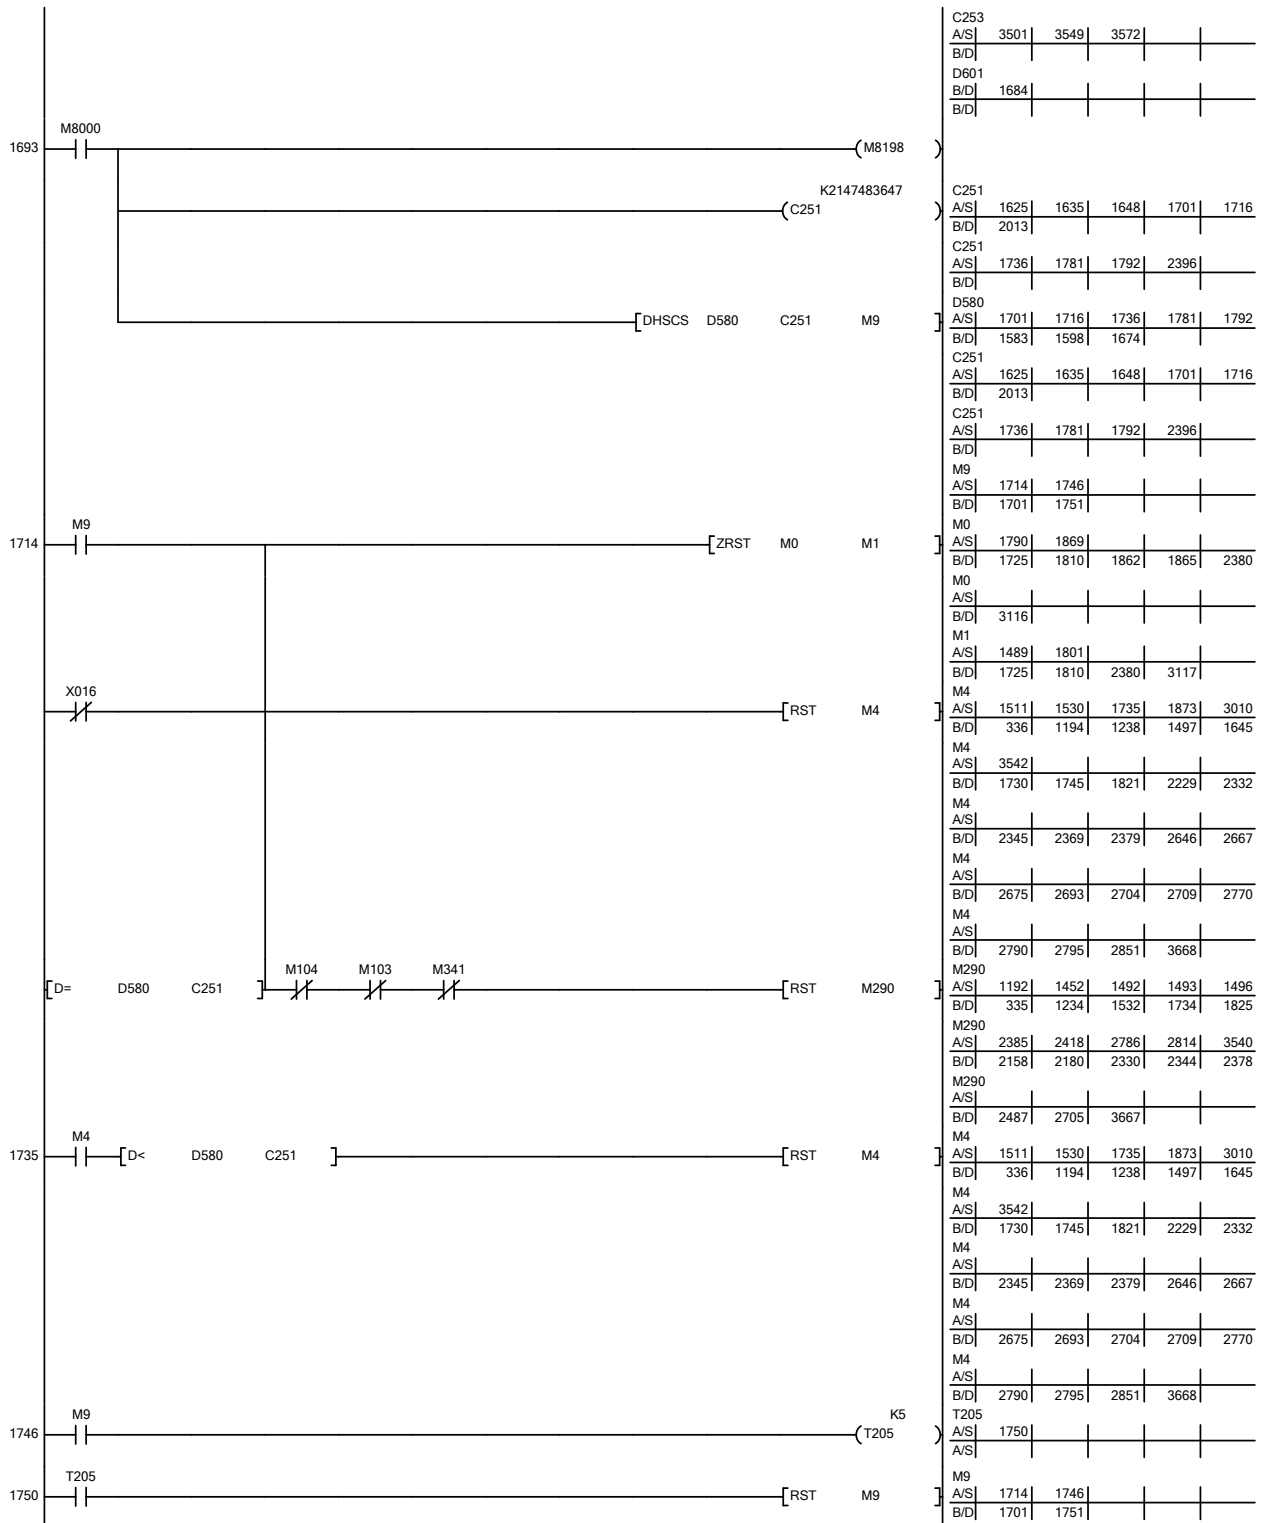 C253
A/S 3501 3549 3572
B/D
D601
B/D 1684
B/D
M8000
1693 M8198
K2147483647 C251
C251 A/S 1625 1635 1648 1701 1716
B/D 2013
C251
A/S 1736 1781 1792 2396
B/D
D580
DHSCS D580 C251 M9 A/S 1701 1716 1736 1781 1792
B/D 1583 1598 1674
C251
A/S 1625 1635 1648 1701 1716
B/D 2013
C251
A/S 1736 1781 1792 2396
B/D
M9
A/S 1714 1746
B/D 1701 1751
M9 M0
1714 ZRST M0 M1 A/S 1790 1869
B/D 1725 1810 1862 1865 2380
M0
A/S
B/D 3116
M1
A/S 1489 1801
B/D 1725 1810 2380 3117
X016 M4
RST M4 A/S 1511 1530 1735 1873 3010
B/D 336 1194 1238 1497 1645
M4
A/S 3542
B/D 1730 1745 1821 2229 2332
M4
A/S
B/D 2345 2369 2379 2646 2667
M4
A/S
B/D 2675 2693 2704 2709 2770
M4
A/S
B/D 2790 2795 2851 3668
M104 M103 M341 M290
D= D580 C251 RST M290 A/S 1192 1452 1492 1493 1496
B/D 335 1234 1532 1734 1825
M290
A/S 2385 2418 2786 2814 3540
B/D 2158 2180 2330 2344 2378
M290
A/S
B/D 2487 2705 3667
M4 M4
1735 D< D580 C251 RST M4 A/S 1511 1530 1735 1873 3010
B/D 336 1194 1238 1497 1645
M4
A/S 3542
B/D 1730 1745 1821 2229 2332
M4
A/S
B/D 2345 2369 2379 2646 2667
M4
A/S
B/D 2675 2693 2704 2709 2770
M4
A/S
B/D 2790 2795 2851 3668
M9 K5 T205
1746 T205 A/S 1750
A/S
T205 M9
1750 RST M9 A/S 1714 1746
B/D 1701 1751